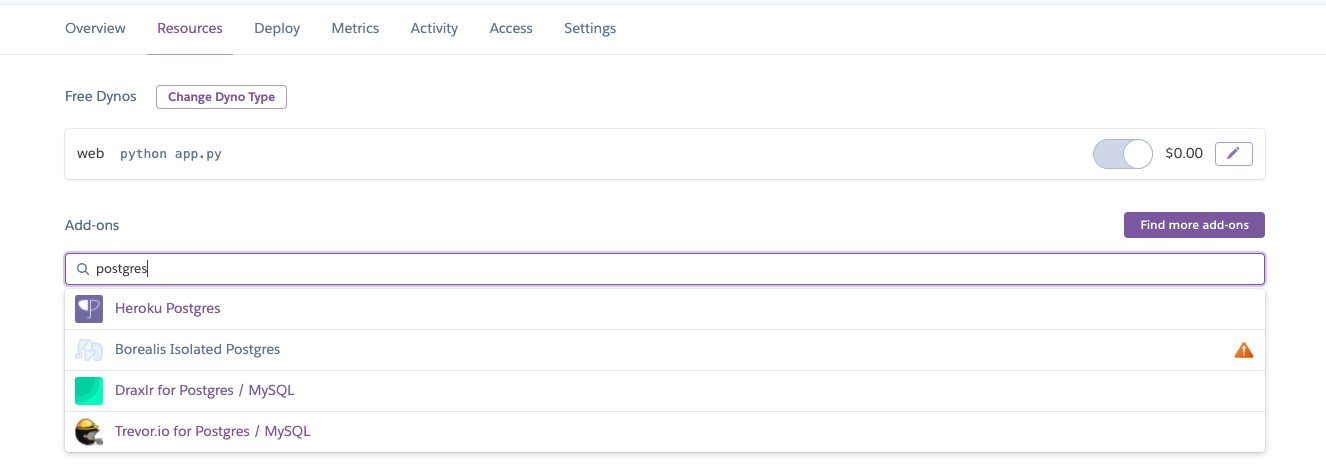 Overview Resources Deploy Metrics Activity Access Settings
Free Dynos Change Dyno Type
web python app.py $0.00
Add-ons Find more add-ons
postgres
Heroku Postgres
Borealis Isolated Postgres
Draxlr for Postgres / MySQL
Trevor.io for Postgres / MySQL